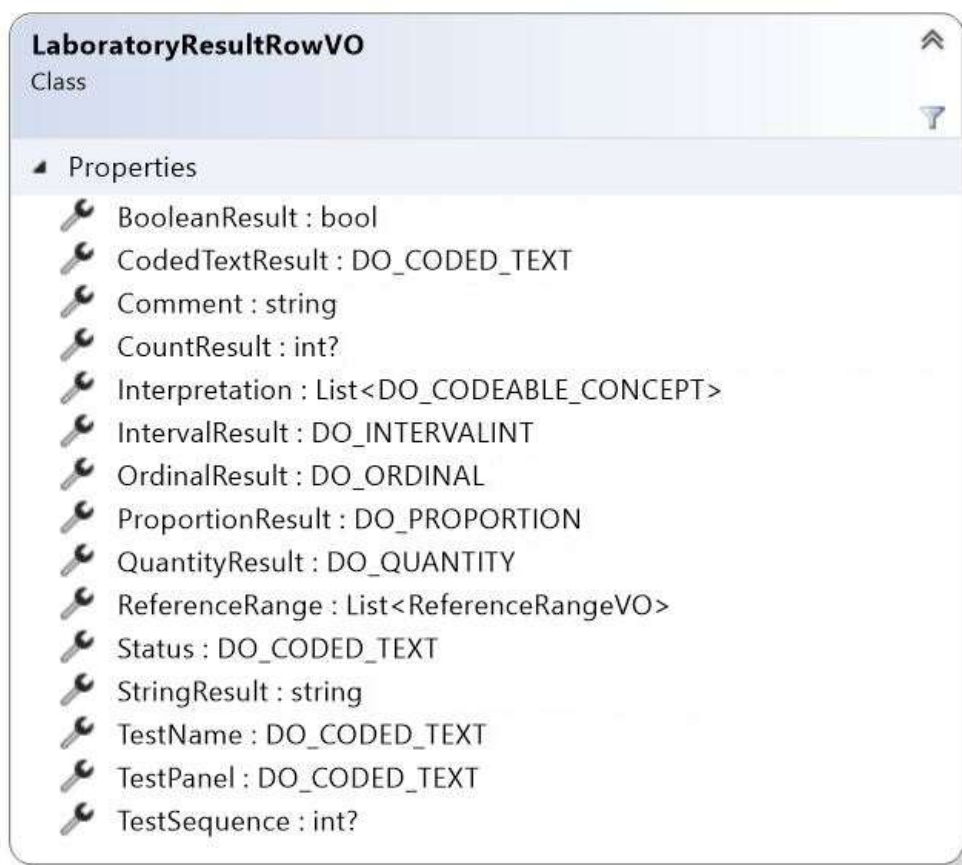 LaboratoryResultRowVO
Class
Properties
BooleanResult : bool
CodedTextResult : DO_CODED_TEXT
Comment : string
CountResult : int?
Interpretation : List<DO_CODEABLE_CONCEPT>
IntervalResult : DO_INTERVALINT
OrdinalResult : DO_ORDINAL
ProportionResult : DO_PROPORTION
QuantityResult : DO_QUANTITY
ReferenceRange : List<ReferenceRangeVO>
Status : DO_CODED_TEXT
StringResult : string
TestName : DO_CODED_TEXT
TestPanel : DO_CODED_TEXT
TestSequence : int?